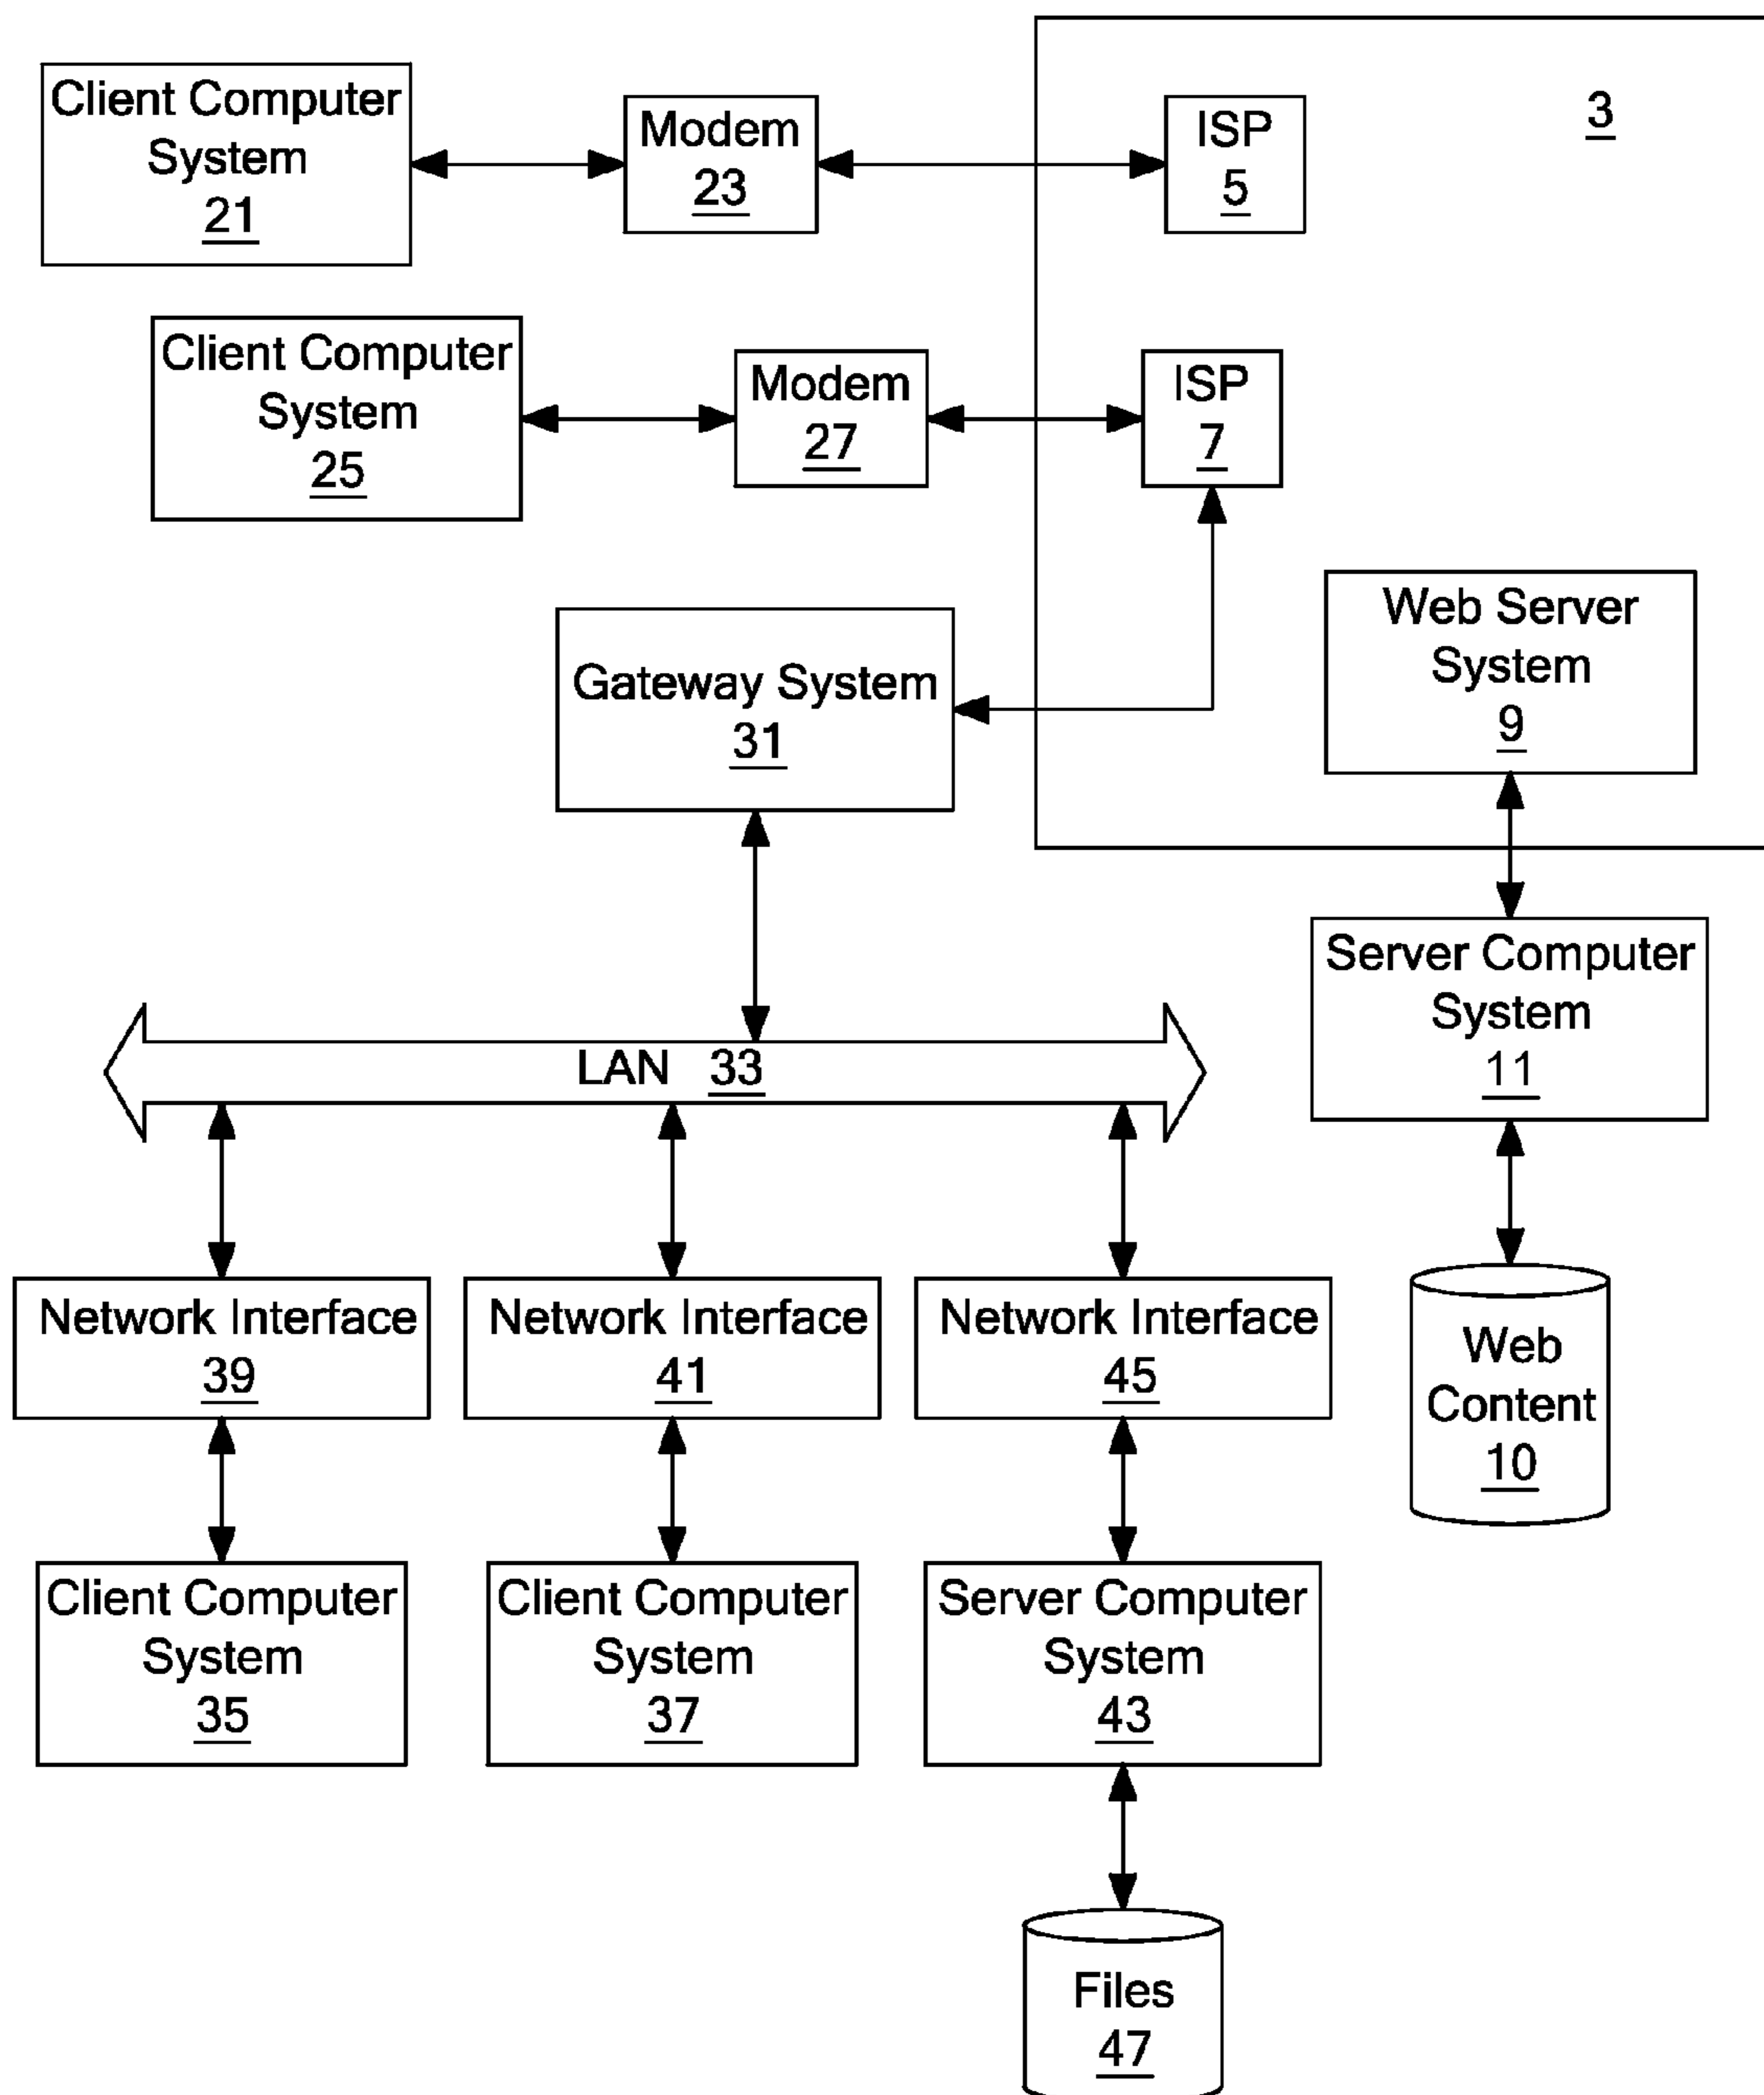 Client Computer
System
21
Modem
23
ISP
5
3
Client Computer
System
25
Modem
27
ISP
7
Gateway System
31
Web Server
System
9
Server Computer
System
11
LAN 33
Network Interface
39
Network Interface
41
Network Interface
45
Web
Content
10
Client Computer
System
35
Client Computer
System
37
Server Computer
System
43
Files
47